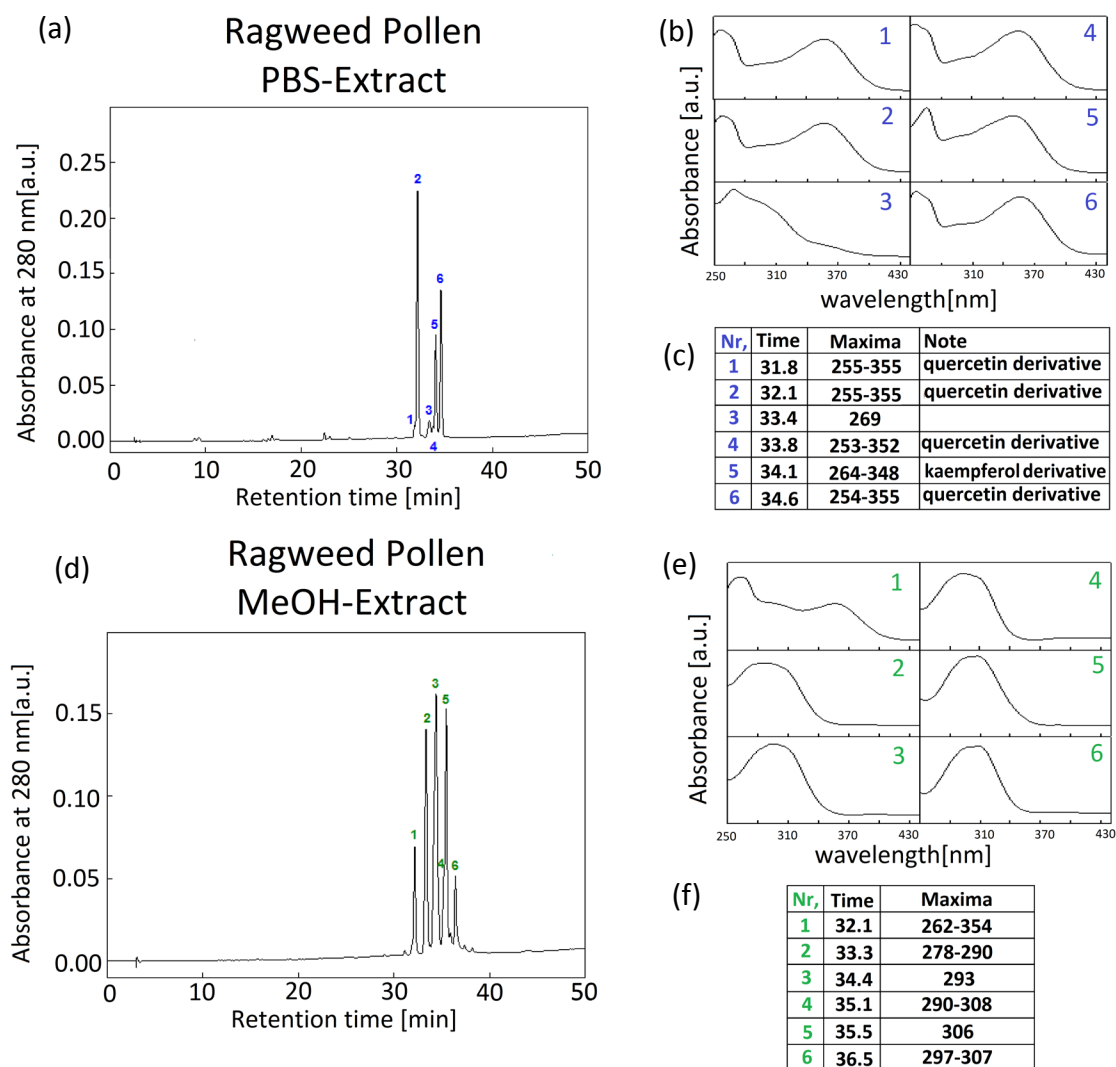 (a)
Ragweed Pollen
PBS-Extract
Absorbance at 280 nm[a.u.]
0.25
0.20
0.15
0.10
0.05
0.00
2
6
5
3
1
4
0 10 20 30 40 50
Retention time [min]
(b)
Absorbance [a.u.]
1 4
2 5
3 6
250 310 370 430 310 370 430
wavelength[nm]
(c)
Nr, Time Maxima Note
1 31.8 255-355 quercetin derivative
2 32.1 255-355 quercetin derivative
3 33.4 269
4 33.8 253-352 quercetin derivative
5 34.1 264-348 kaempferol derivative
6 34.6 254-355 quercetin derivative
(d)
Ragweed Pollen
MeOH-Extract
Absorbance at 280 nm[a.u.]
0.15
0.10
0.05
0.00
3
5
2
1
4
6
0 10 20 30 40 50
Retention time [min]
(e)
Absorbance [a.u.]
1 4
2 5
3 6
250 310 370 430 310 370 430
wavelength[nm]
(f)
Nr, Time Maxima
1 32.1 262-354
2 33.3 278-290
3 34.4 293
4 35.1 290-308
5 35.5 306
6 36.5 297-307